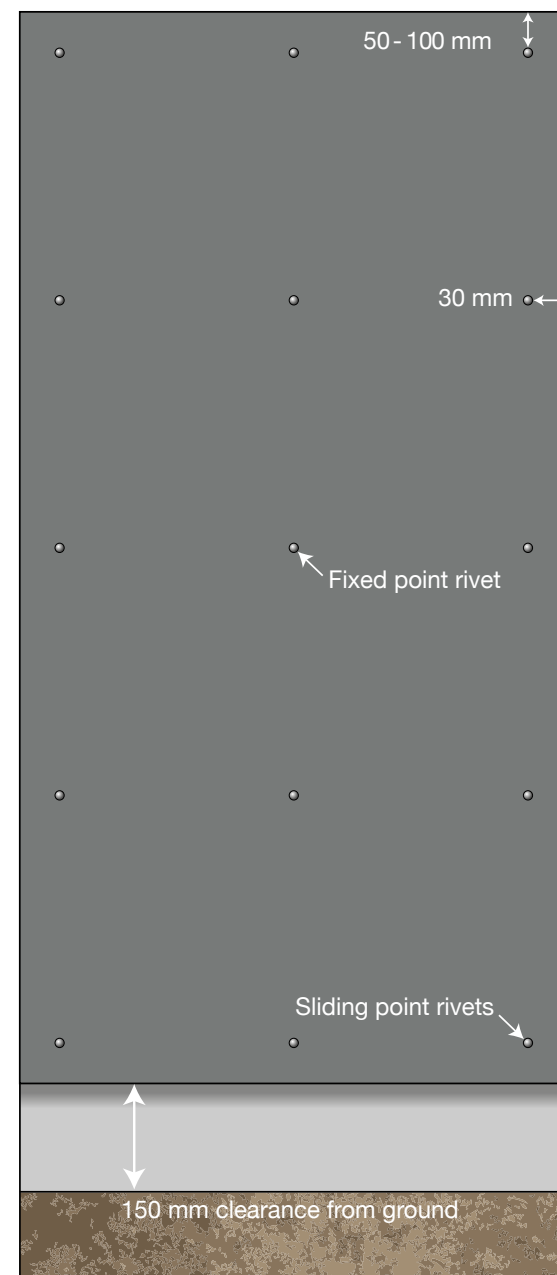 50-100 mm
30 mm
Fixed point rivet
Sliding point rivets
150 mm clearance from ground